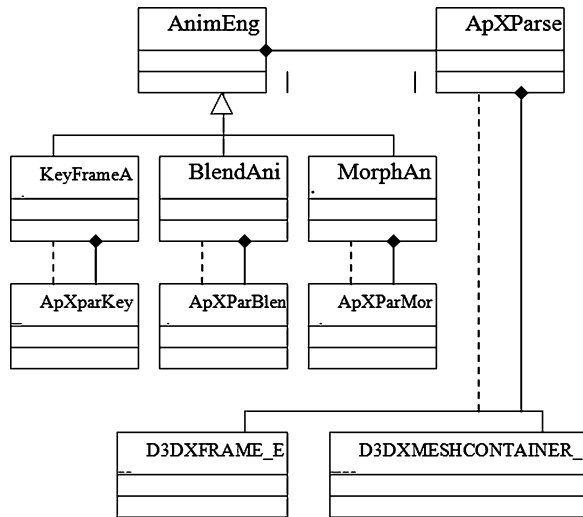 AnimEng
ApXParse
KeyFrameA
BlendAni
MorphAn
ApXparKey
ApXParBlen
ApXParMor
D3DXFRAME_E
D3DXMESHCONTAINER_